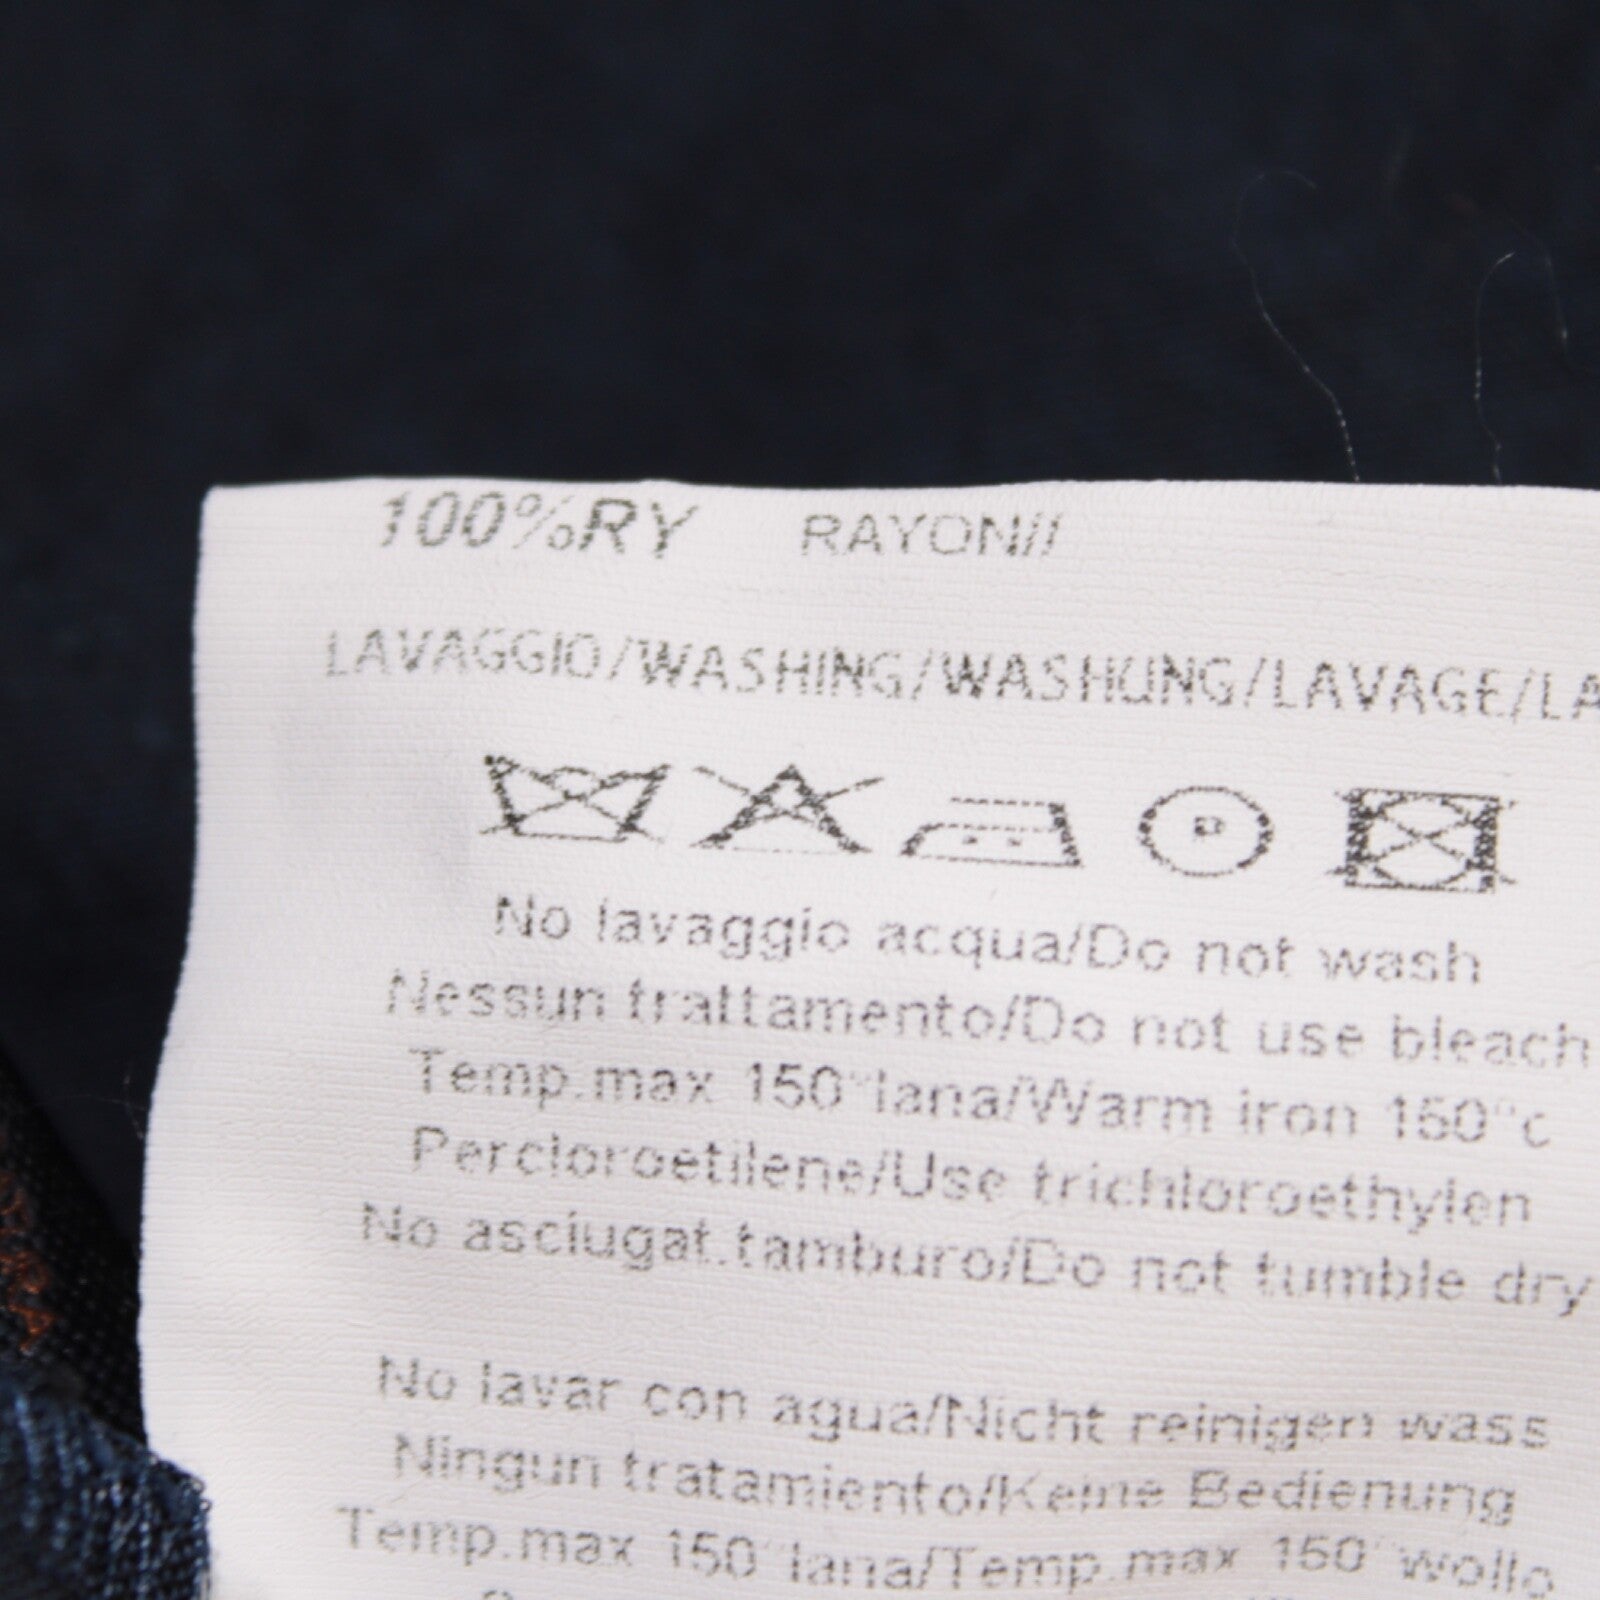 100%RY RAYON//
LAVAGGIO/WASHING/WASHUNG/LAVAGE/LA
No lavaggio acqua/Do not wash
Nessun trattamento/Do not use bleach
Temp.max 150°lana/Warm iron 150°c
Percloroetilene/Use trichloroethylen
No asciugat.tamburo/Do not tumble dry
No lavar con agua/Nicht reinigen wass
Ningun tratamiento/Keine Bedienung
Temp.max 150°lana/Temp.max 150°wolle